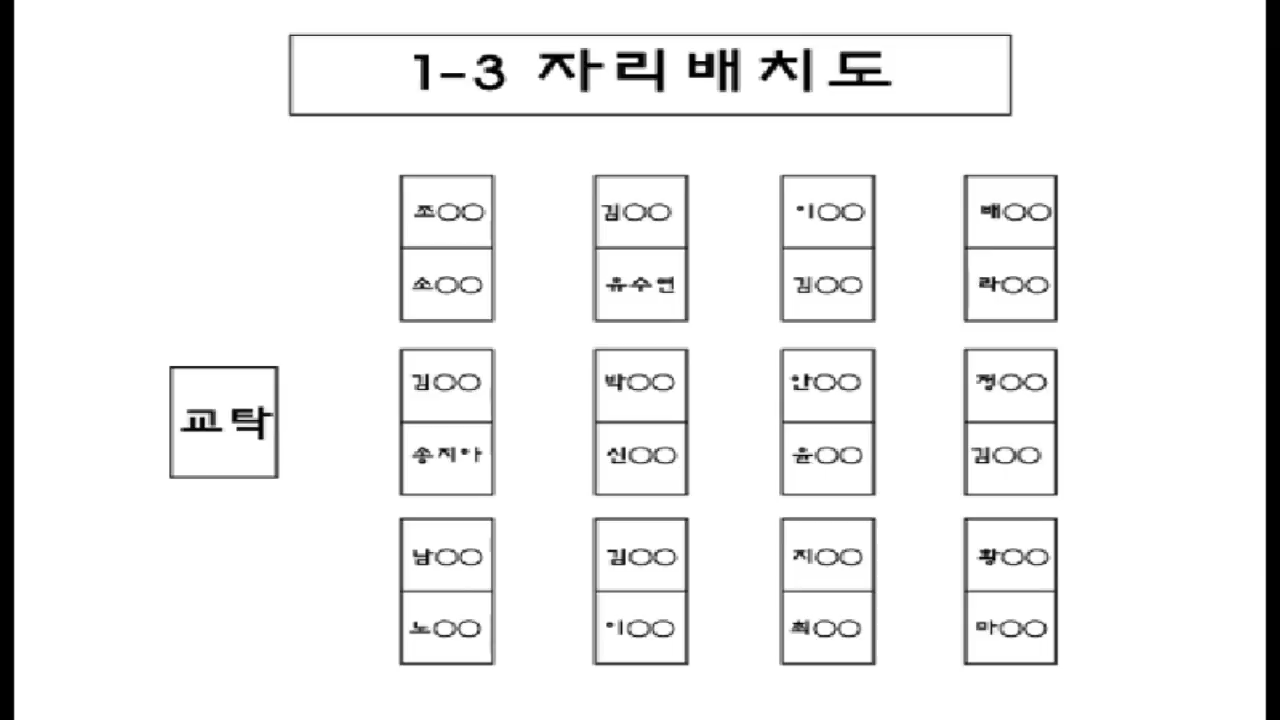 1-3 자리배치도
조○○ 김○○ 이○○ 배○○
소○○ 유수연 김○○ 라○○
김○○ 박○○ 안○○ 정○○
교탁
송지아 신○○ 윤○○ 김○○
남○○ 김○○ 지○○ 황○○
노○○ 이○○ 최○○ 마○○